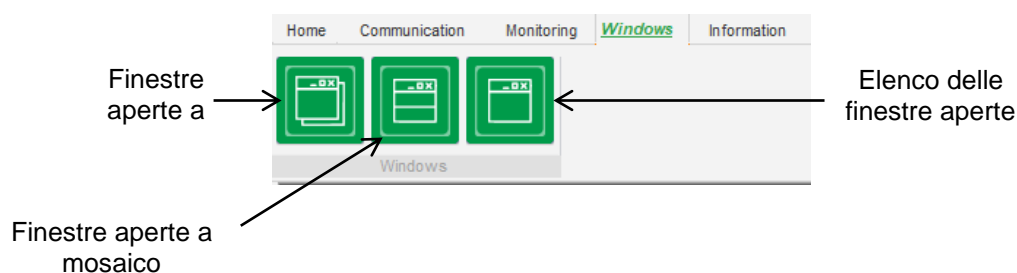 Home Communication Monitoring Windows Information
Finestre
aperte a
Elenco delle
finestre aperte
Windows
Finestre aperte a
mosaico